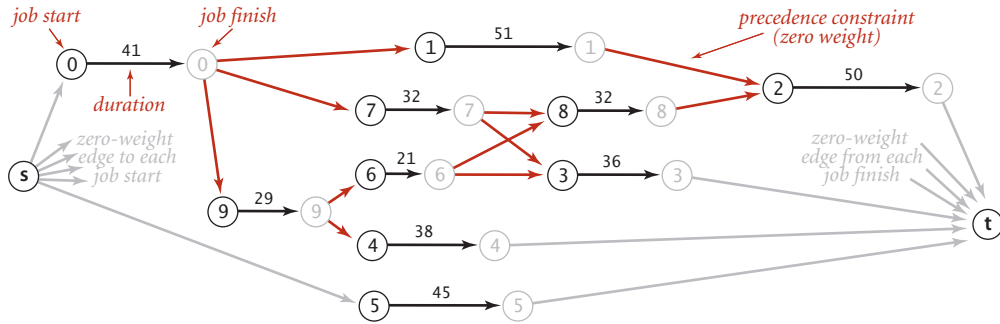 job start
job finish
41
51
precedence constraint
(zero weight)
0
0
1
1
50
2
2
duration
32
32
7
7
8
8
zero-weight
edge to each
job start
zero-weight
edge from each
job finish
s
21
36
6
6
3
3
29
9
9
38
4
4
t
45
5
5